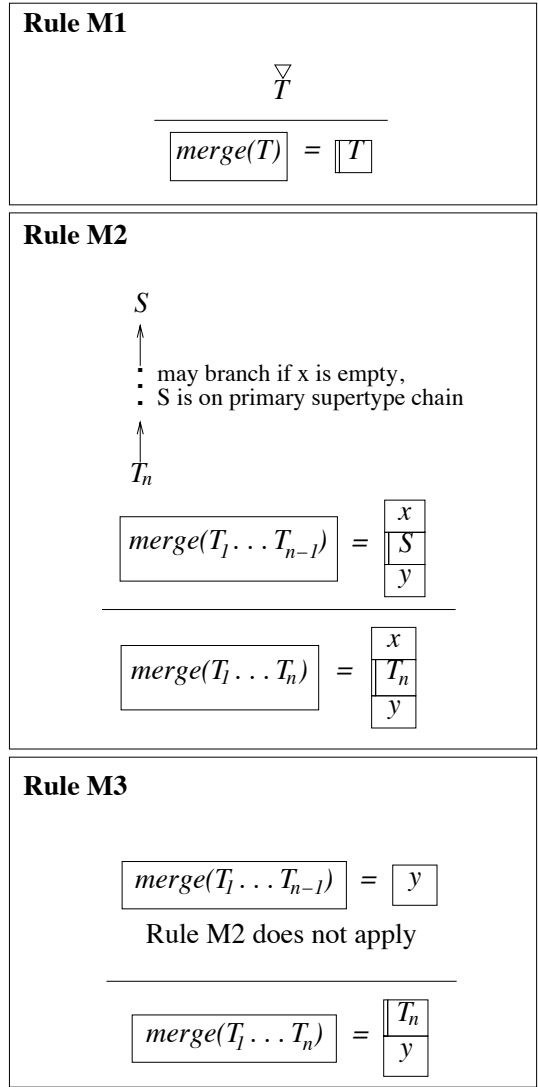 Rule M1
T
merge(T) = T
Rule M2
S
may branch if x is empty,
S is on primary supertype chain
Tₙ
x
merge(T₁ . . . Tₙ₋₁) = S
y
x
merge(T₁ . . . Tₙ) = Tₙ
y
Rule M3
merge(T₁ . . . Tₙ₋₁) = y
Rule M2 does not apply
merge(T₁ . . . Tₙ) = Tₙ
y